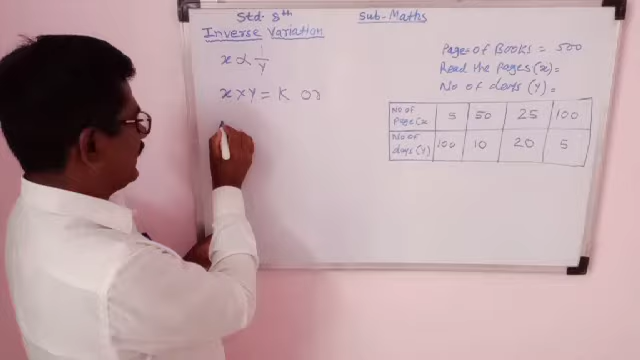 Std. 8th
Sub-Maths
Inverse Variation
x ∝ 1/y
x × y = K or
Pages of Books = 500
Read the Pages (x) =
No of days (y) =
No of Page (x 5 50 25 100
No of days (y) 100 10 20 5